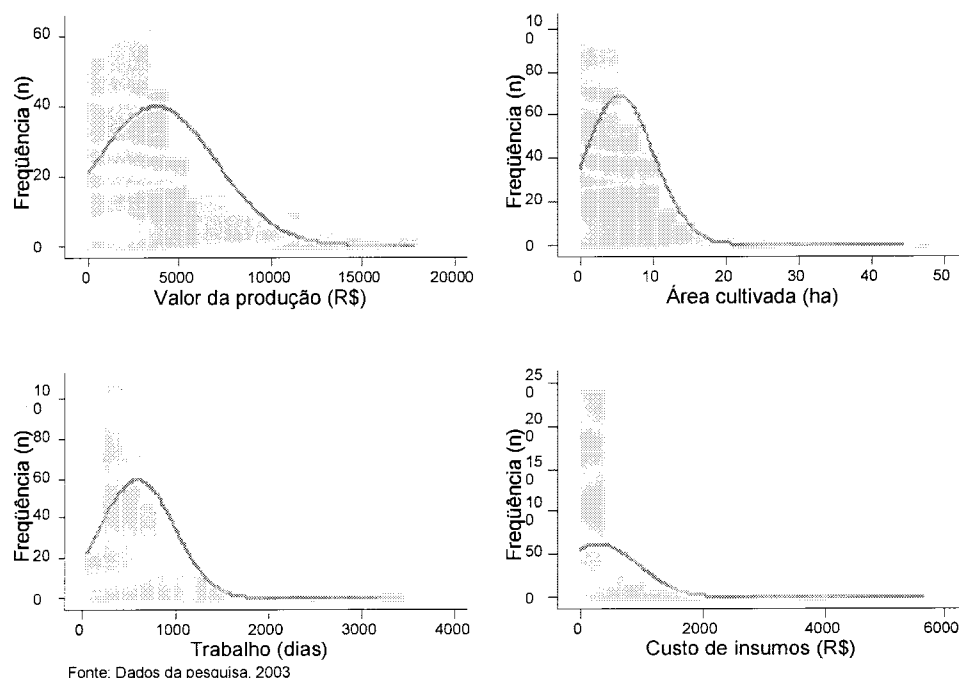 60
40
20
0
Freqüência (n)
0 5000 10000 15000 20000
Valor da produção (R$)
10
0
80
60
40
20
0
Freqüência (n)
0 10 20 30 40 50
Área cultivada (ha)
10
0
80
60
40
20
0
Freqüência (n)
0 1000 2000 3000 4000
Trabalho (dias)
25
0
20
0
15
0
10
0
50
0
Freqüência (n)
0 2000 4000 6000
Custo de insumos (R$)
Fonte: Dados da pesquisa, 2003